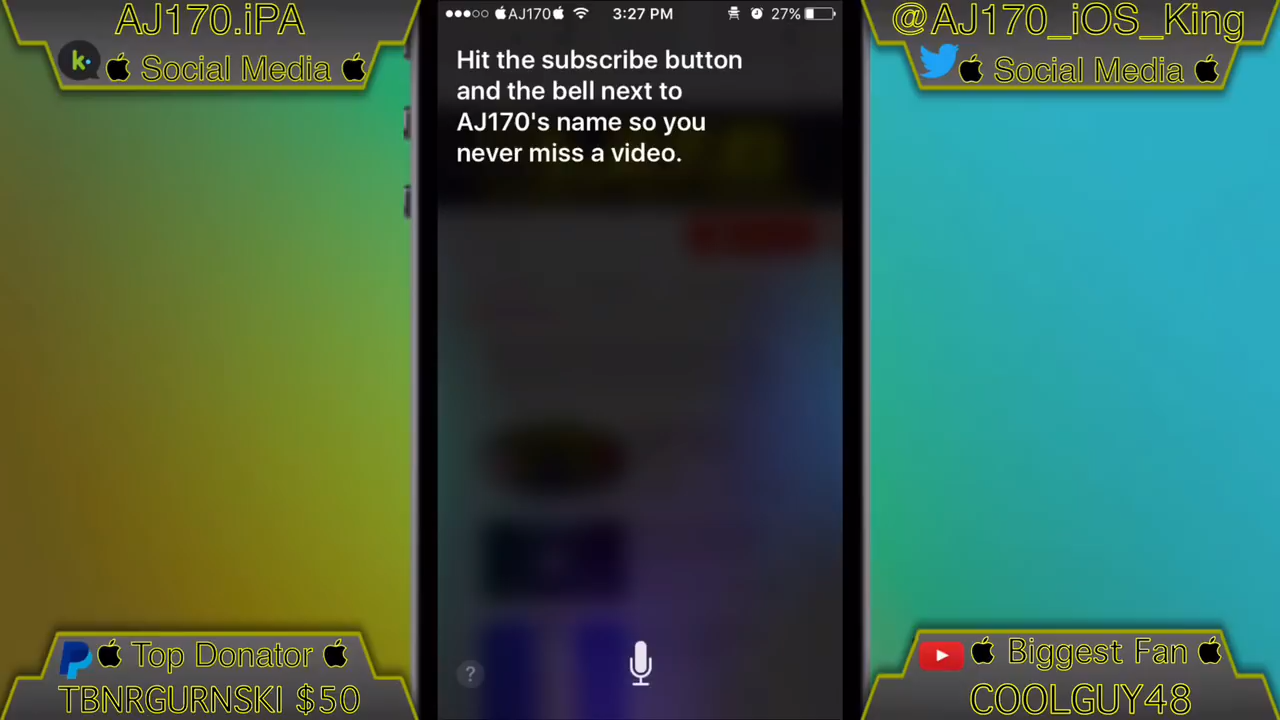 AJ170.iPA
Social Media
AJ170
3:27 PM
27%
@AJ170_iOS_King
Social Media
Hit the subscribe button
and the bell next to
AJ170's name so you
never miss a video.
?
Top Donator
TBNRGURNSKI $50
Biggest Fan
COOLGUY48